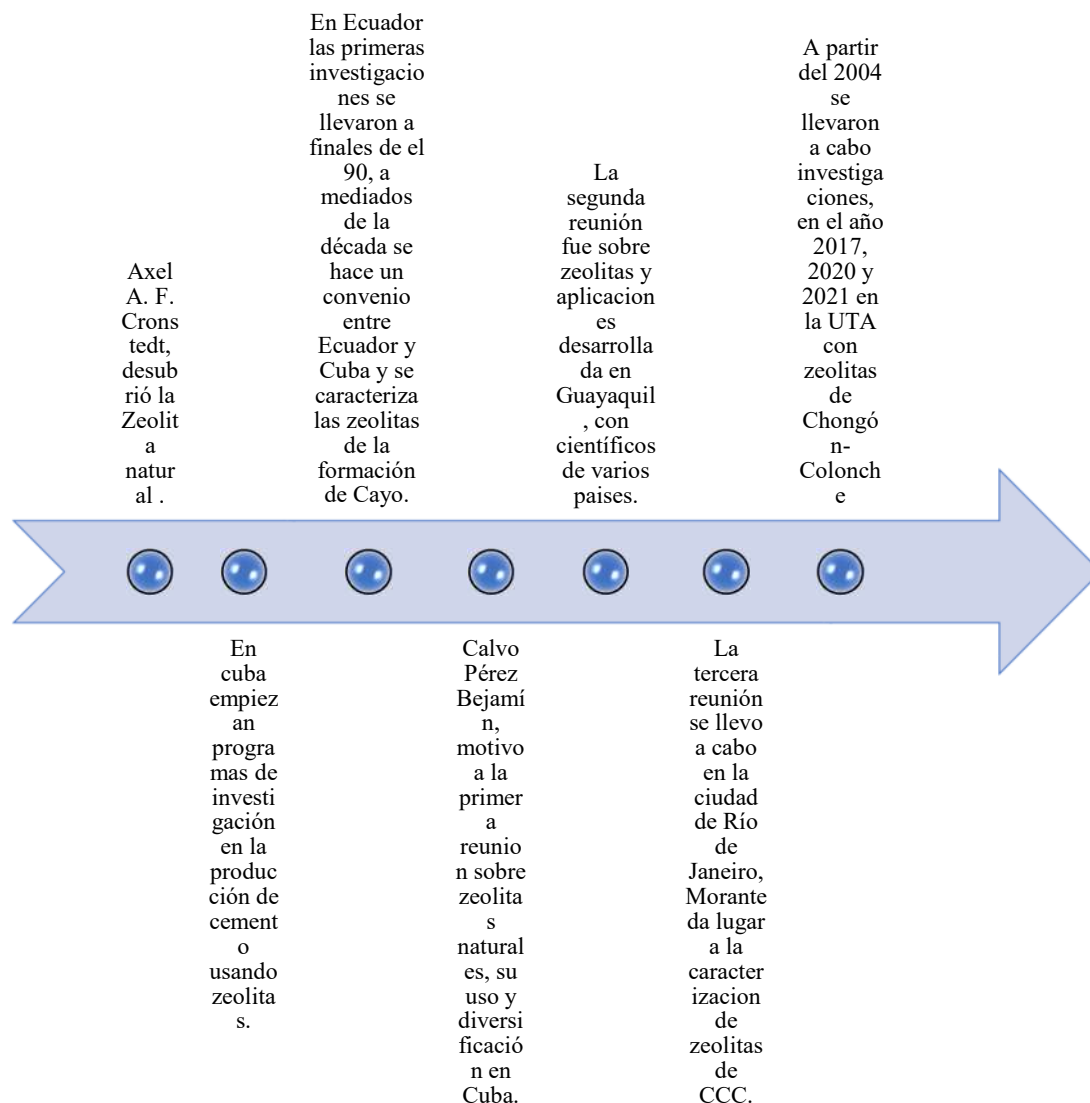 Axel
A. F.
Crons
tedt,
desub
rió la
Zeolit
a
natur
al .
En
cuba
empiez
an
progra
mas de
investi
gación
en la
produc
ción de
cement
o
usando
zeolita
s.
En Ecuador
las primeras
investigacio
nes se
llevaron a
finales de el
90, a
mediados
de la
década se
hace un
convenio
entre
Ecuador y
Cuba y se
caracteriza
las zeolitas
de la
formación
de Cayo.
Calvo
Pérez
Bejamí
n,
motivo
a la
primer
a
reunio
n sobre
zeolita
s
natural
es, su
uso y
diversi
ficació
n en
Cuba.
La
segunda
reunión
fue sobre
zeolitas y
aplicacion
es
desarrolla
da en
Guayaquil
, con
científicos
de varios
paises.
La
tercera
reunión
se llevo
a cabo
en la
ciudad
de Río
de
Janeiro,
Morante
da lugar
a la
caracter
izacion
de
zeolitas
de
CCC.
A partir
del 2004
se
llevaron
a cabo
investiga
ciones,
en el año
2017,
2020 y
2021 en
la UTA
con
zeolitas
de
Chongó
n-
Colonch
e